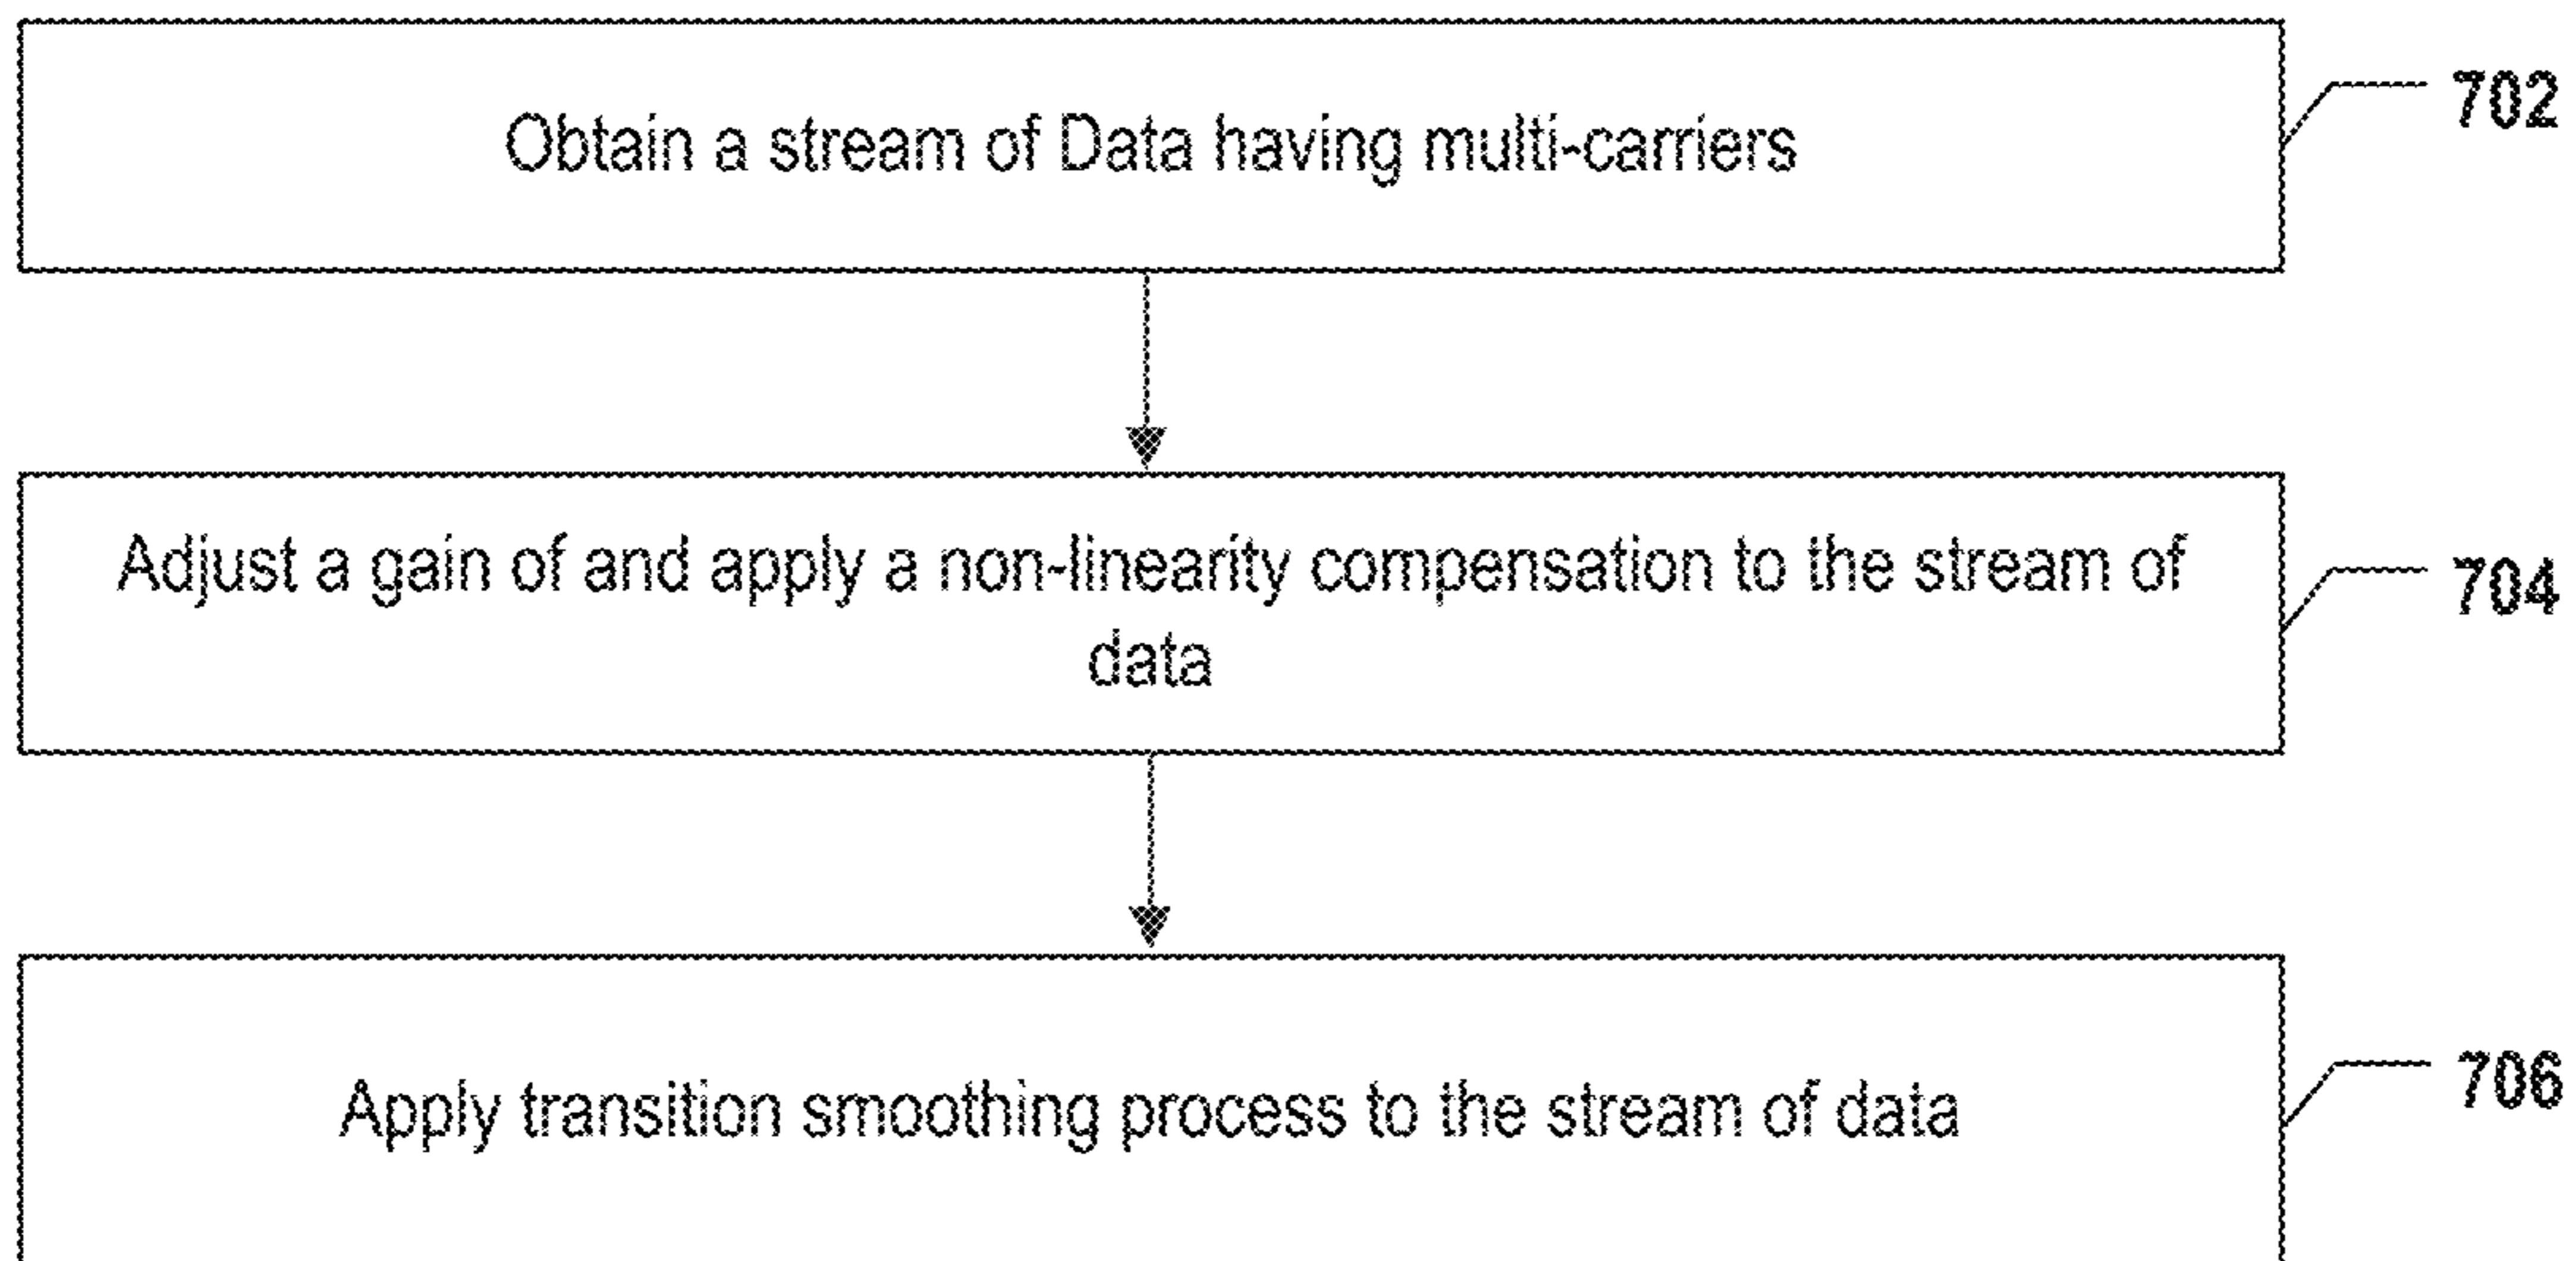 Obtain a stream of Data having multi-carriers
702
Adjust a gain of and apply a non-linearity compensation to the stream of
data
704
Apply transition smoothing process to the stream of data
706